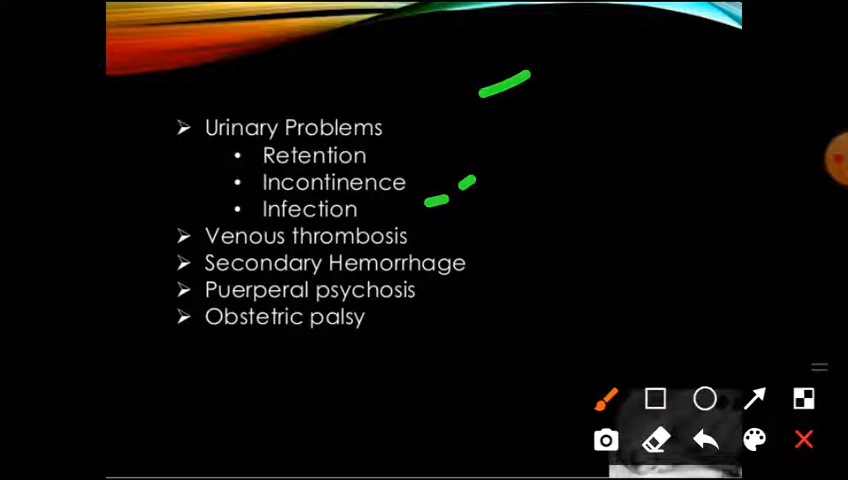 ➢ Urinary Problems
• Retention
• Incontinence
• Infection
➢ Venous thrombosis
➢ Secondary Hemorrhage
➢ Puerperal psychosis
➢ Obstetric palsy